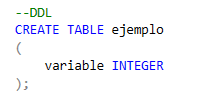 --DDL
CREATE TABLE ejemplo
(
    variable INTEGER
);